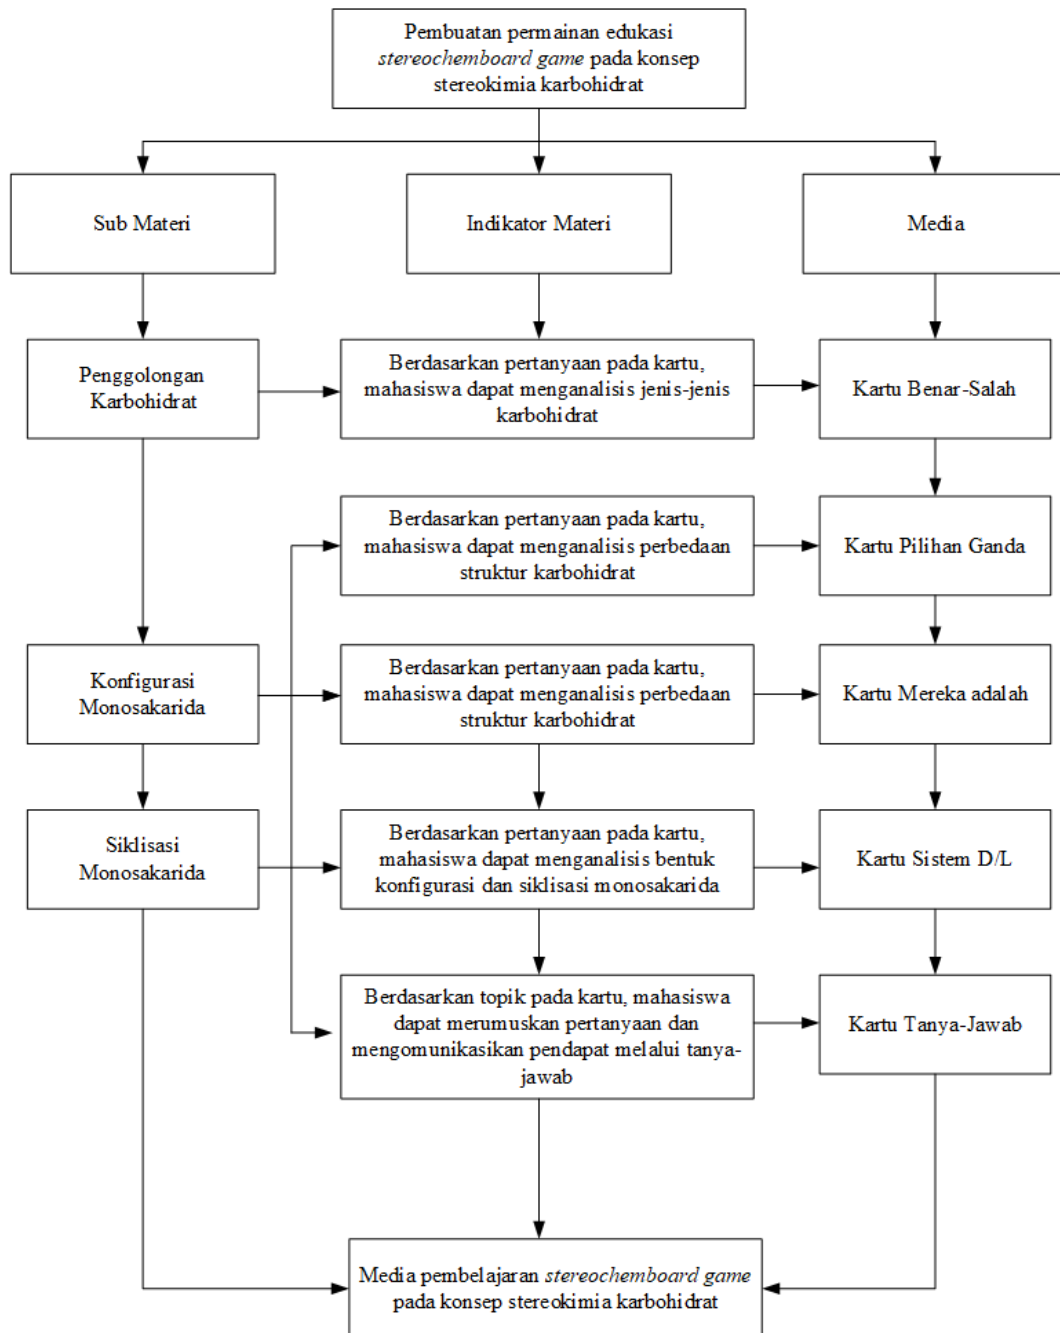 Pembuatan permainan edukasi
stereochemboard game pada konsep
stereokimia karbohidrat
Sub Materi
Indikator Materi
Media
Penggolongan
Karbohidrat
Berdasarkan pertanyaan pada kartu,
mahasiswa dapat menganalisis jenis-jenis
karbohidrat
Kartu Benar-Salah
Berdasarkan pertanyaan pada kartu,
mahasiswa dapat menganalisis perbedaan
struktur karbohidrat
Kartu Pilihan Ganda
Konfigurasi
Monosakarida
Berdasarkan pertanyaan pada kartu,
mahasiswa dapat menganalisis perbedaan
struktur karbohidrat
Kartu Mereka adalah
Siklisasi
Monosakarida
Berdasarkan pertanyaan pada kartu,
mahasiswa dapat menganalisis bentuk
konfigurasi dan siklisasi monosakarida
Kartu Sistem D/L
Berdasarkan topik pada kartu, mahasiswa
dapat merumuskan pertanyaan dan
mengomunikasikan pendapat melalui tanya-
jawab
Kartu Tanya-Jawab
Media pembelajaran stereochemboard game
pada konsep stereokimia karbohidrat